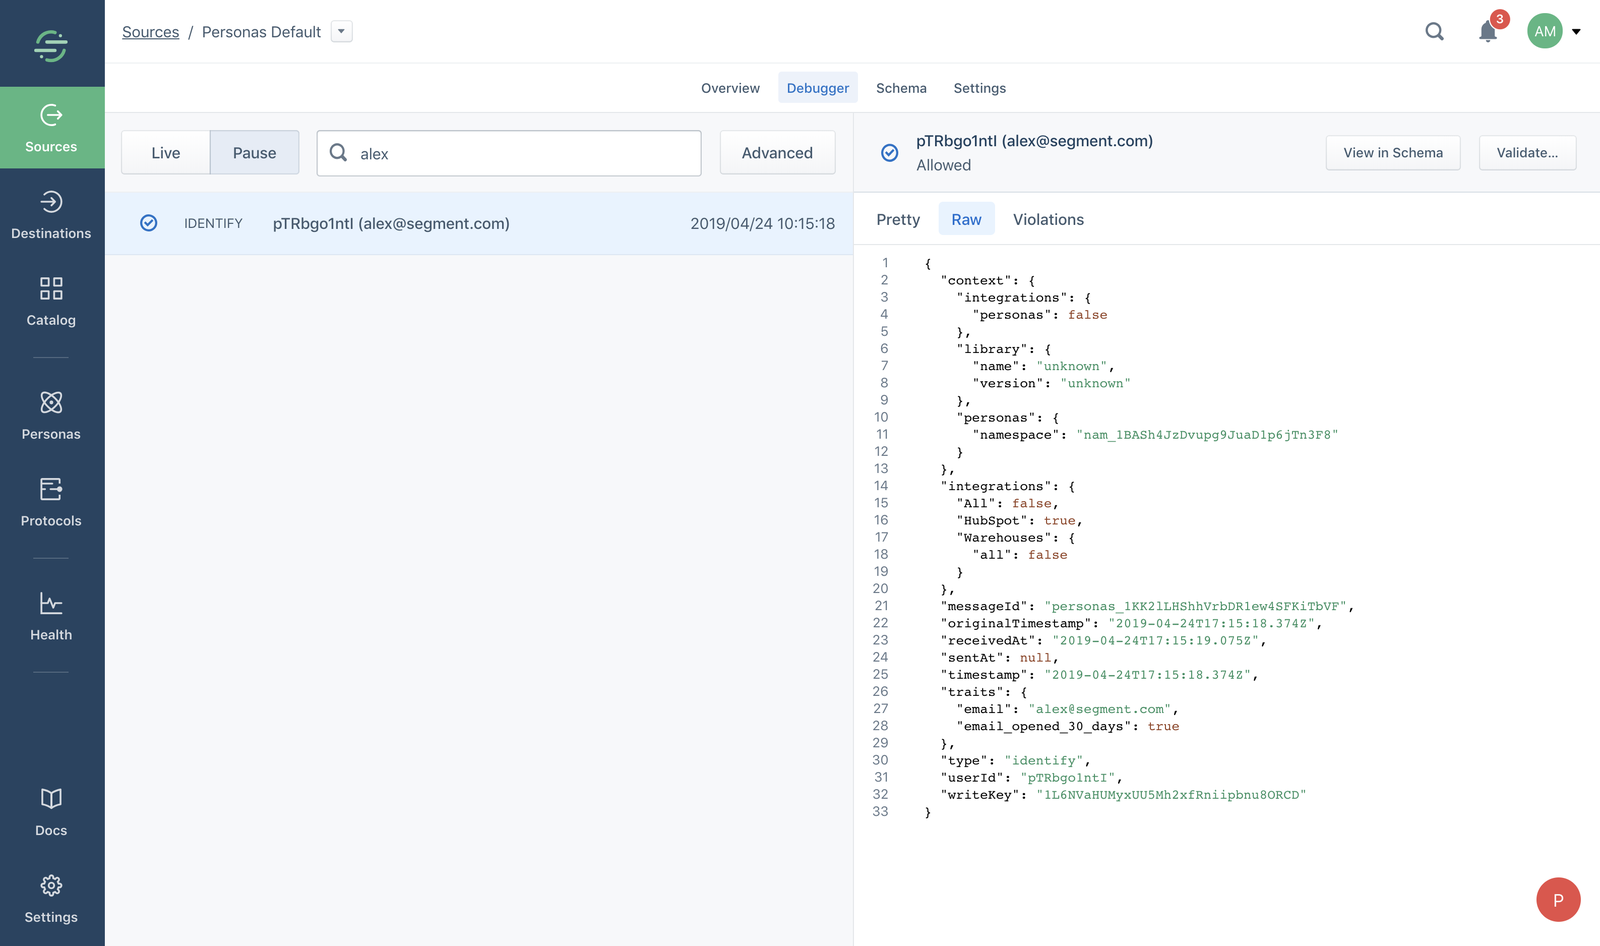 Sources / Personas Default
3
AM
Sources
Destinations
Catalog
Personas
Protocols
Health
Docs
Settings
Overview Debugger Schema Settings
Live Pause alex Advanced
IDENTIFY pTRbgo1ntI (alex@segment.com) 2019/04/24 10:15:18
pTRbgo1ntI (alex@segment.com)
Allowed
View in Schema Validate...
Pretty Raw Violations
1 {
2 "context": {
3 "integrations": {
4 "personas": false
5 },
6 "library": {
7 "name": "unknown",
8 "version": "unknown"
9 },
10 "personas": {
11 "namespace": "nam_1BASh4JzDvupg9JuaD1p6jTn3F8"
12 }
13 },
14 "integrations": {
15 "All": false,
16 "HubSpot": true,
17 "Warehouses": {
18 "all": false
19 }
20 },
21 "messageId": "personas_1KK2lLHShhVrbDR1ew4SFKiTbVF",
22 "originalTimestamp": "2019-04-24T17:15:18.374Z",
23 "receivedAt": "2019-04-24T17:15:19.075Z",
24 "sentAt": null,
25 "timestamp": "2019-04-24T17:15:18.374Z",
26 "traits": {
27 "email": "alex@segment.com",
28 "email_opened_30_days": true
29 },
30 "type": "identify",
31 "userId": "pTRbgo1ntI",
32 "writeKey": "1L6NVaHUMyxUU5Mh2xfRniipbnu8ORCD"
33 }
P